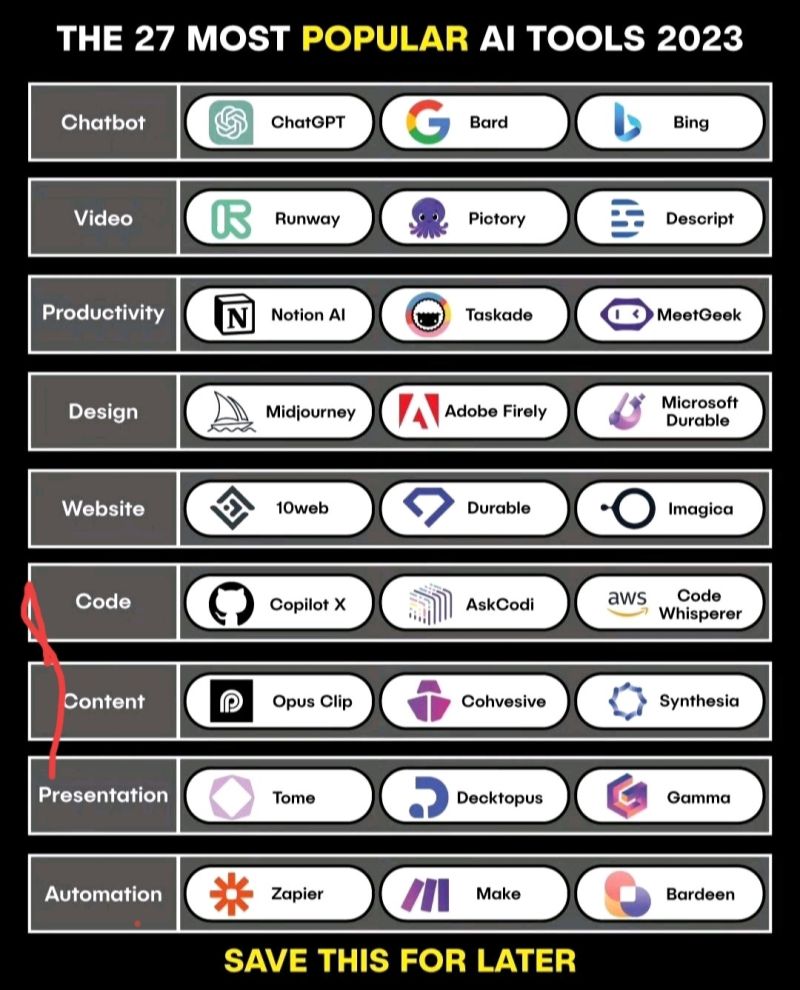 THE 27 MOST POPULAR AI TOOLS 2023
Chatbot
ChatGPT
Bard
Bing
Video
Runway
Pictory
Descript
Productivity
N
Notion AI
Taskade
MeetGeek
Design
Midjourney
Adobe Firely
Microsoft
Durable
Website
10web
Durable
Imagica
Code
Copilot X
AskCodi
aws
Code
Whisperer
Content
Opus Clip
Cohvesive
Synthesia
Presentation
Tome
Decktopus
Gamma
Automation
Zapier
Make
Bardeen
SAVE THIS FOR LATER